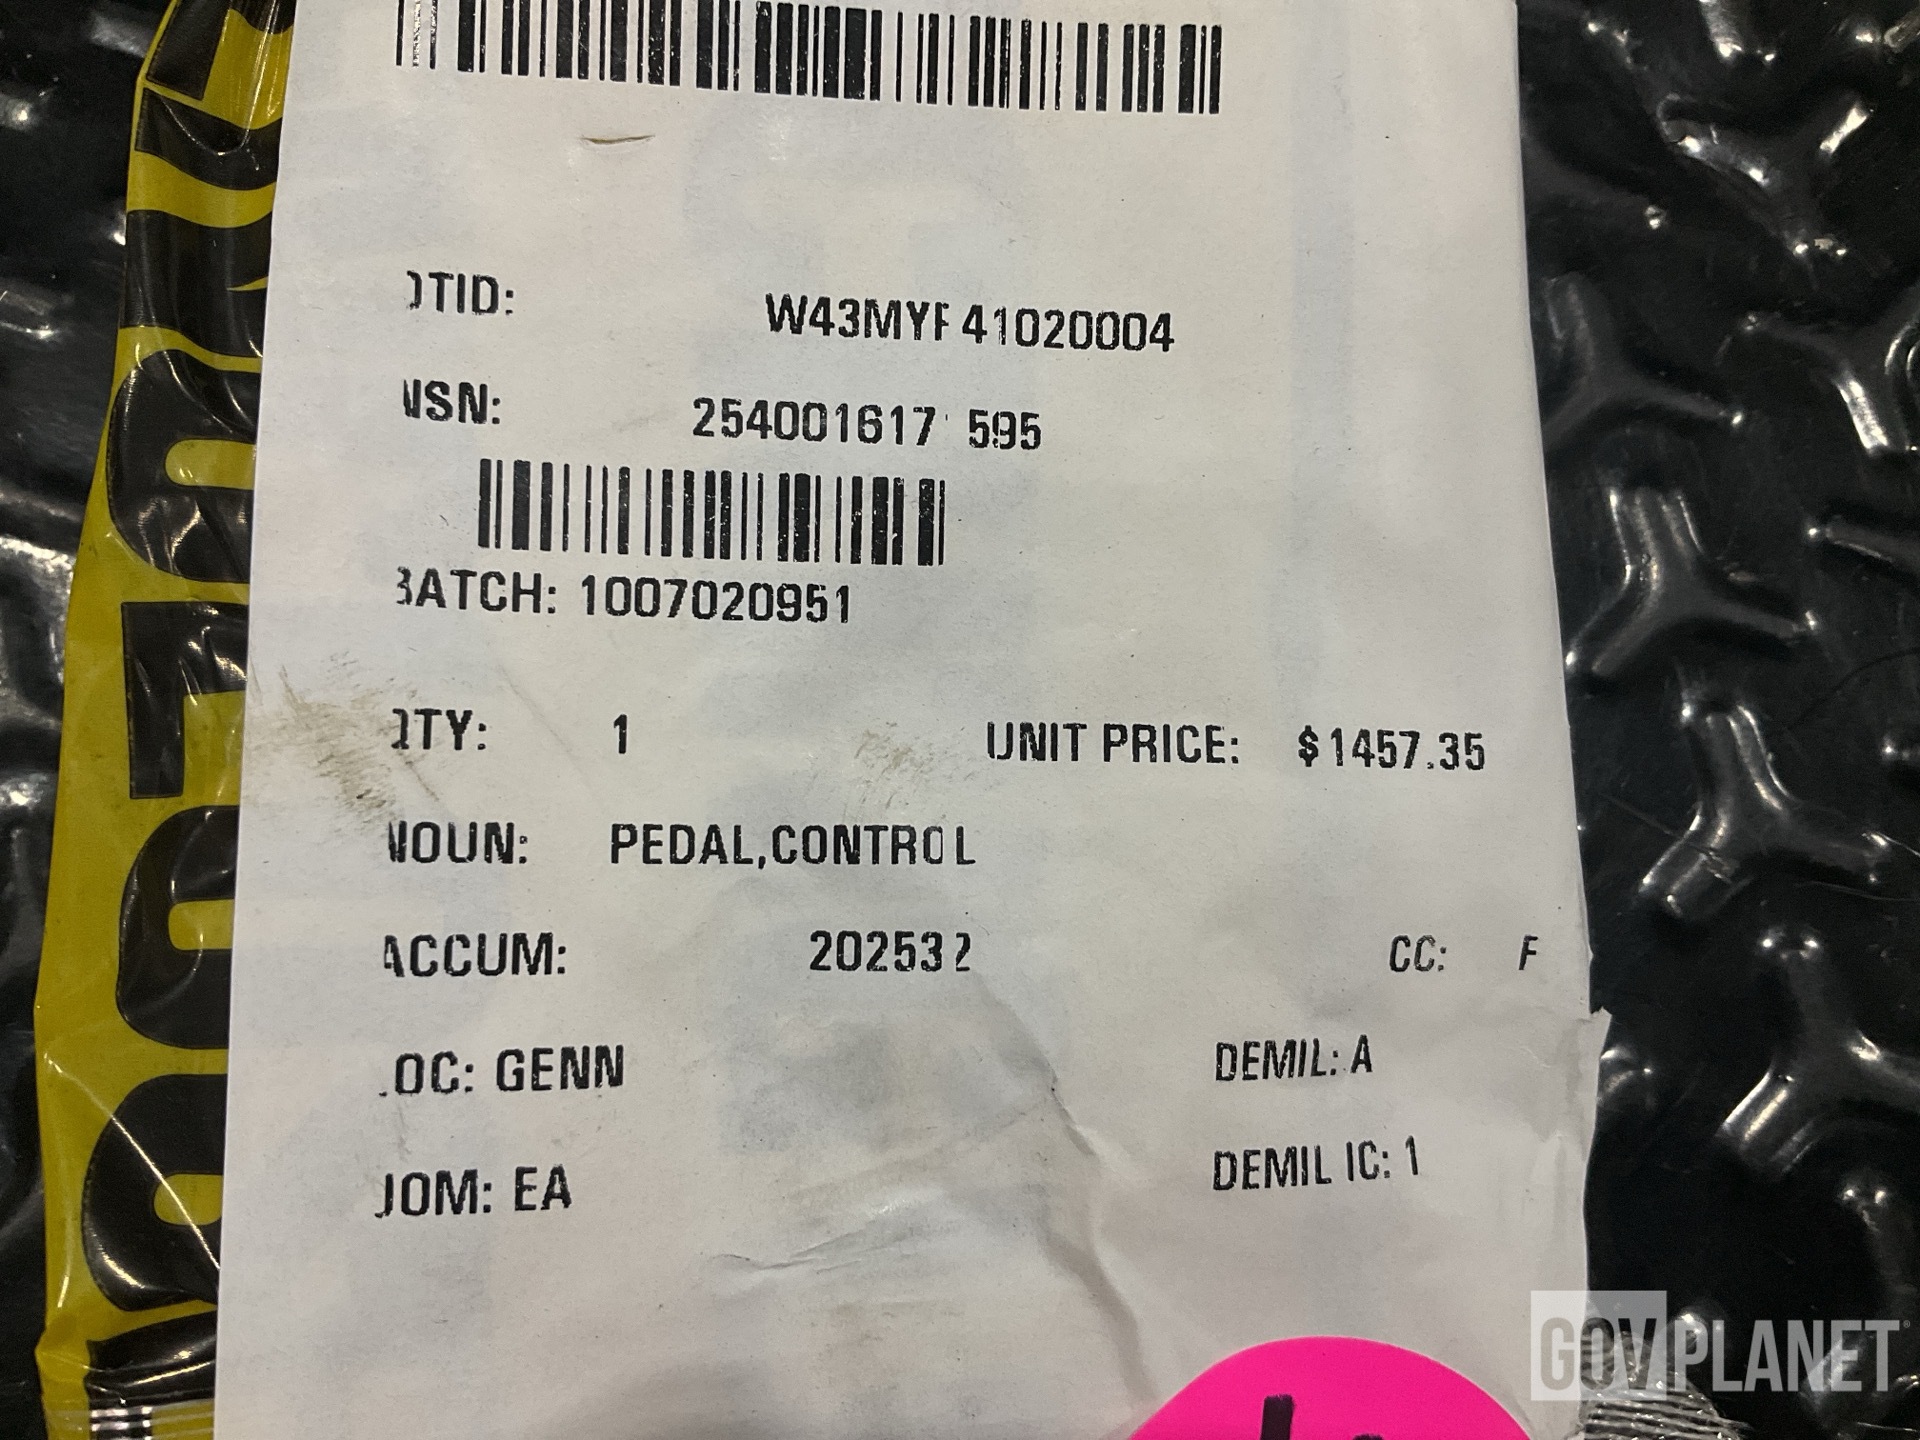 DTID: W43MYF41020004
NSN: 254001617 595
BATCH: 1007020951
QTY: 1 UNIT PRICE: $1457.35
NOUN: PEDAL,CONTROL
ACCUM: 202532 CC: F
LOC: GENN DEMIL: A
UOM: EA DEMIL IC: 1
GOVPLANET